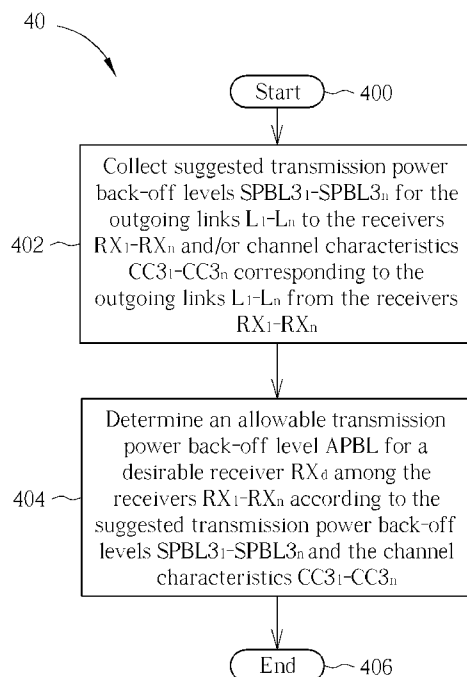 40
Start
400
Collect suggested transmission power
back-off levels SPBL3₁-SPBL3ₙ for the
outgoing links L₁-Lₙ to the receivers
RX₁-RXₙ and/or channel characteristics
CC3₁-CC3ₙ corresponding to the
outgoing links L₁-Lₙ from the receivers
RX₁-RXₙ
402
Determine an allowable transmission
power back-off level APBL for a
desirable receiver RX_d among the
receivers RX₁-RXₙ according to the
suggested transmission power back-off
levels SPBL3₁-SPBL3ₙ and the channel
characteristics CC3₁-CC3ₙ
404
End
406